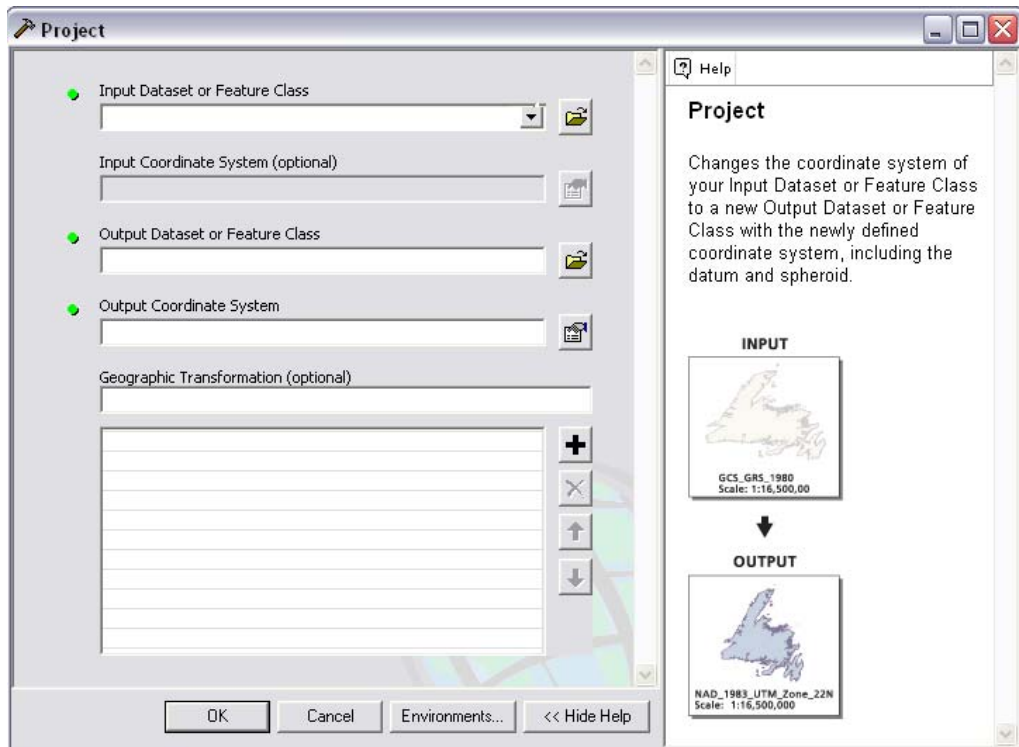 Project
Input Dataset or Feature Class
Input Coordinate System (optional)
Output Dataset or Feature Class
Output Coordinate System
Geographic Transformation (optional)
OK
Cancel
Environments...
<< Hide Help
Help
Project
Changes the coordinate system of
your Input Dataset or Feature Class
to a new Output Dataset or Feature
Class with the newly defined
coordinate system, including the
datum and spheroid.
INPUT
GCS_GRS_1980
Scale: 1:16,500,00
OUTPUT
NAD_1983_UTM_Zone_22N
Scale: 1:16,500,000